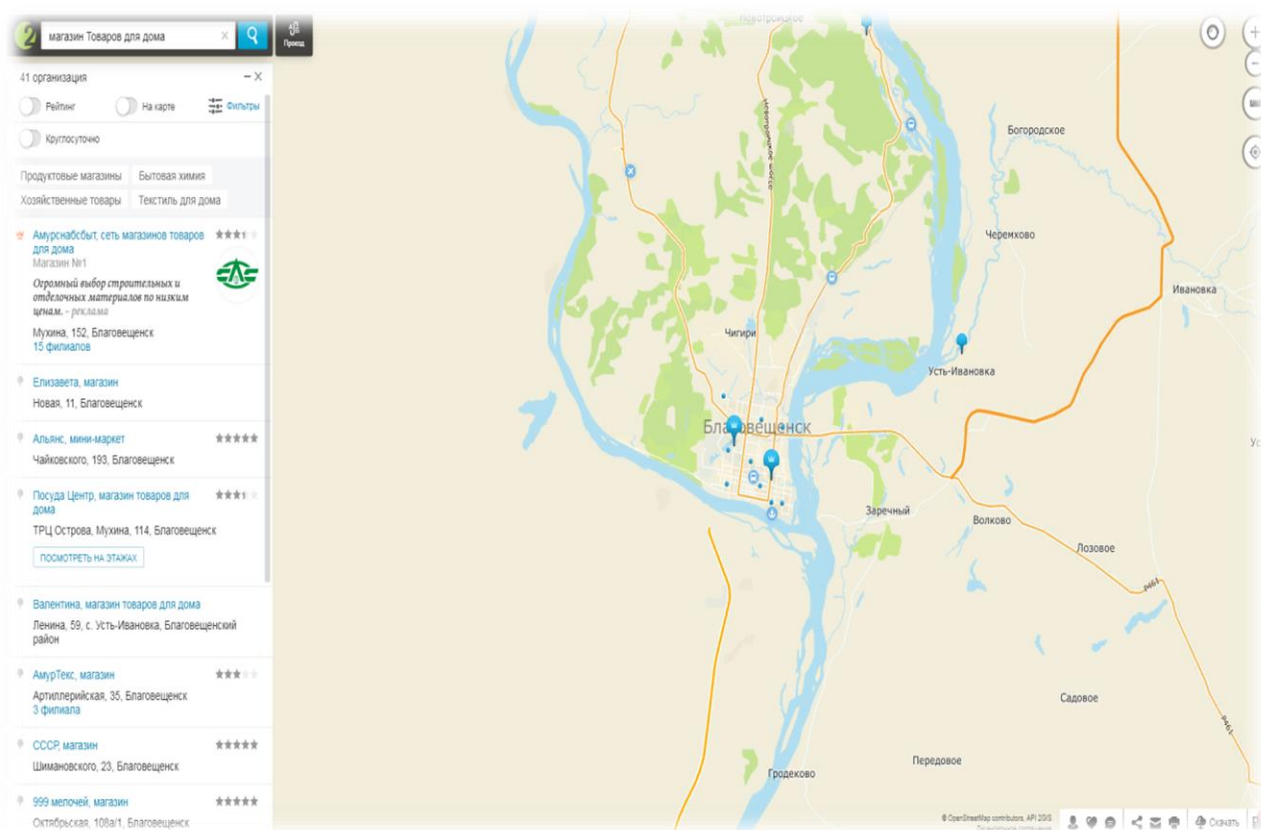 2
магазин Товаров для дома
Проезд
41 организация
Рейтинг
На карте
Фильтры
Круглосуточно
Продуктовые магазины
Бытовая химия
Хозяйственные товары
Текстиль для дома
Амурснабсбыт, сеть магазинов товаров
для дома
Магазин №1
Огромный выбор строительных и
отделочных материалов по низким
ценам. - реклама
Мухина, 152, Благовещенск
15 филиалов
Елизавета, магазин
Новая, 11, Благовещенск
Альянс, мини-маркет
Чайковского, 193, Благовещенск
Посуда Центр, магазин товаров для
дома
ТРЦ Острова, Мухина, 114, Благовещенск
ПОСМОТРЕТЬ НА ЭТАЖАХ
Валентина, магазин товаров для дома
Ленина, 59, с. Усть-Ивановка, Благовещенский
район
АмурТекс, магазин
Артиллерийская, 35, Благовещенск
3 филиала
СССР, магазин
Шимановского, 23, Благовещенск
999 мелочей, магазин
Октябрьская, 108а/1, Благовещенск
Новотроицкое
Новотроицкое шоссе
Богородское
Черемхово
Ивановка
Чигири
Усть-Ивановка
Благовещенск
Заречный
Волково
Лозовое
Р461
Садовое
Р461
Передовое
Гродеково
© OpenStreetMap contributors, API 2GIS
Скачать